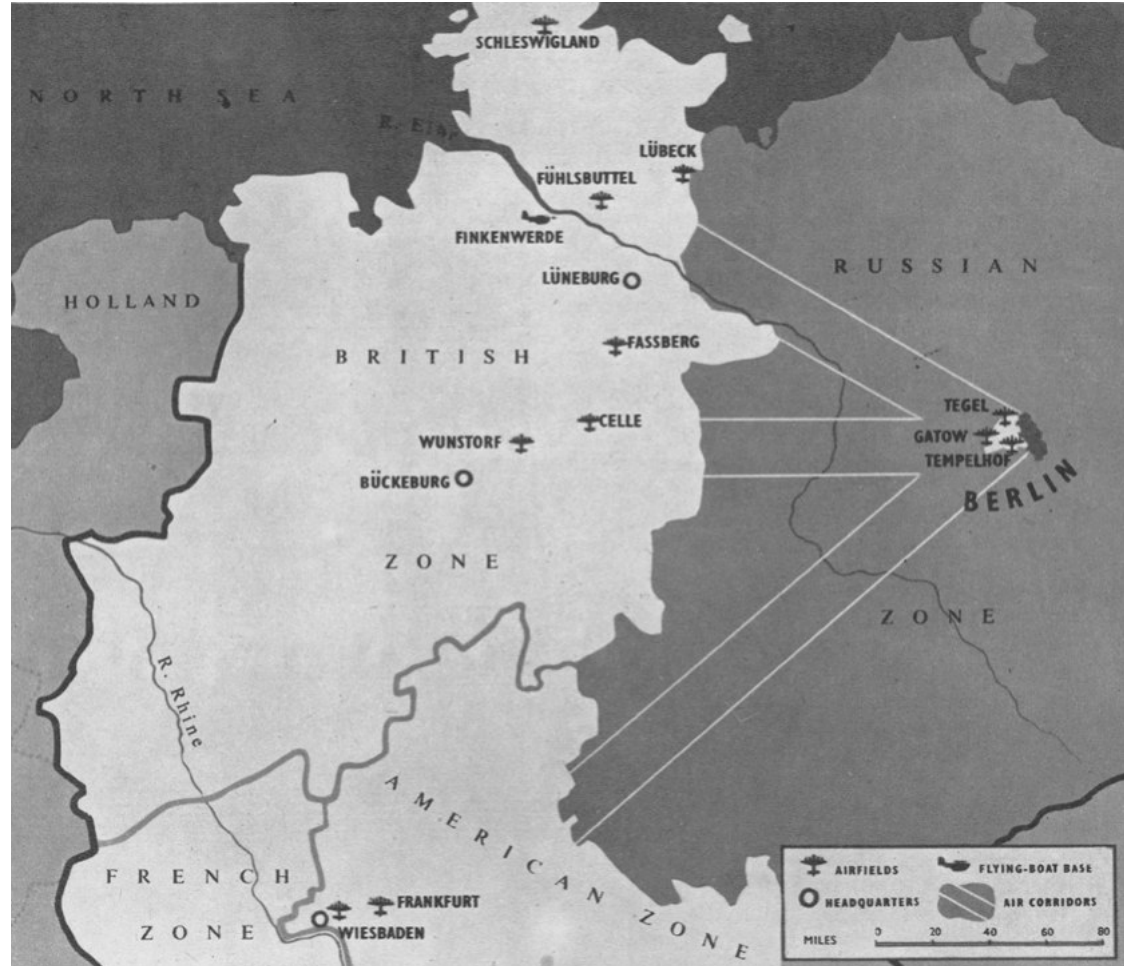 SCHLESWIGLAND
NORTH SEA
R. Elbe
LÜBECK
FÜHLSBUTTEL
FINKENWERDE
RUSSIAN
LÜNEBURG
HOLLAND
FASSBERG
BRITISH
TEGEL
CELLE
GATOW
WUNSTORF
TEMPELHOF
BÜCKEBURG
BERLIN
ZONE
ZONE
R. Rhine
AMERICAN ZONE
FRENCH
ZONE
FRANKFURT
WIESBADEN
AIRFIELDS
FLYING-BOAT BASE
HEADQUARTERS
AIR CORRIDORS
MILES
0 20 40 60 80